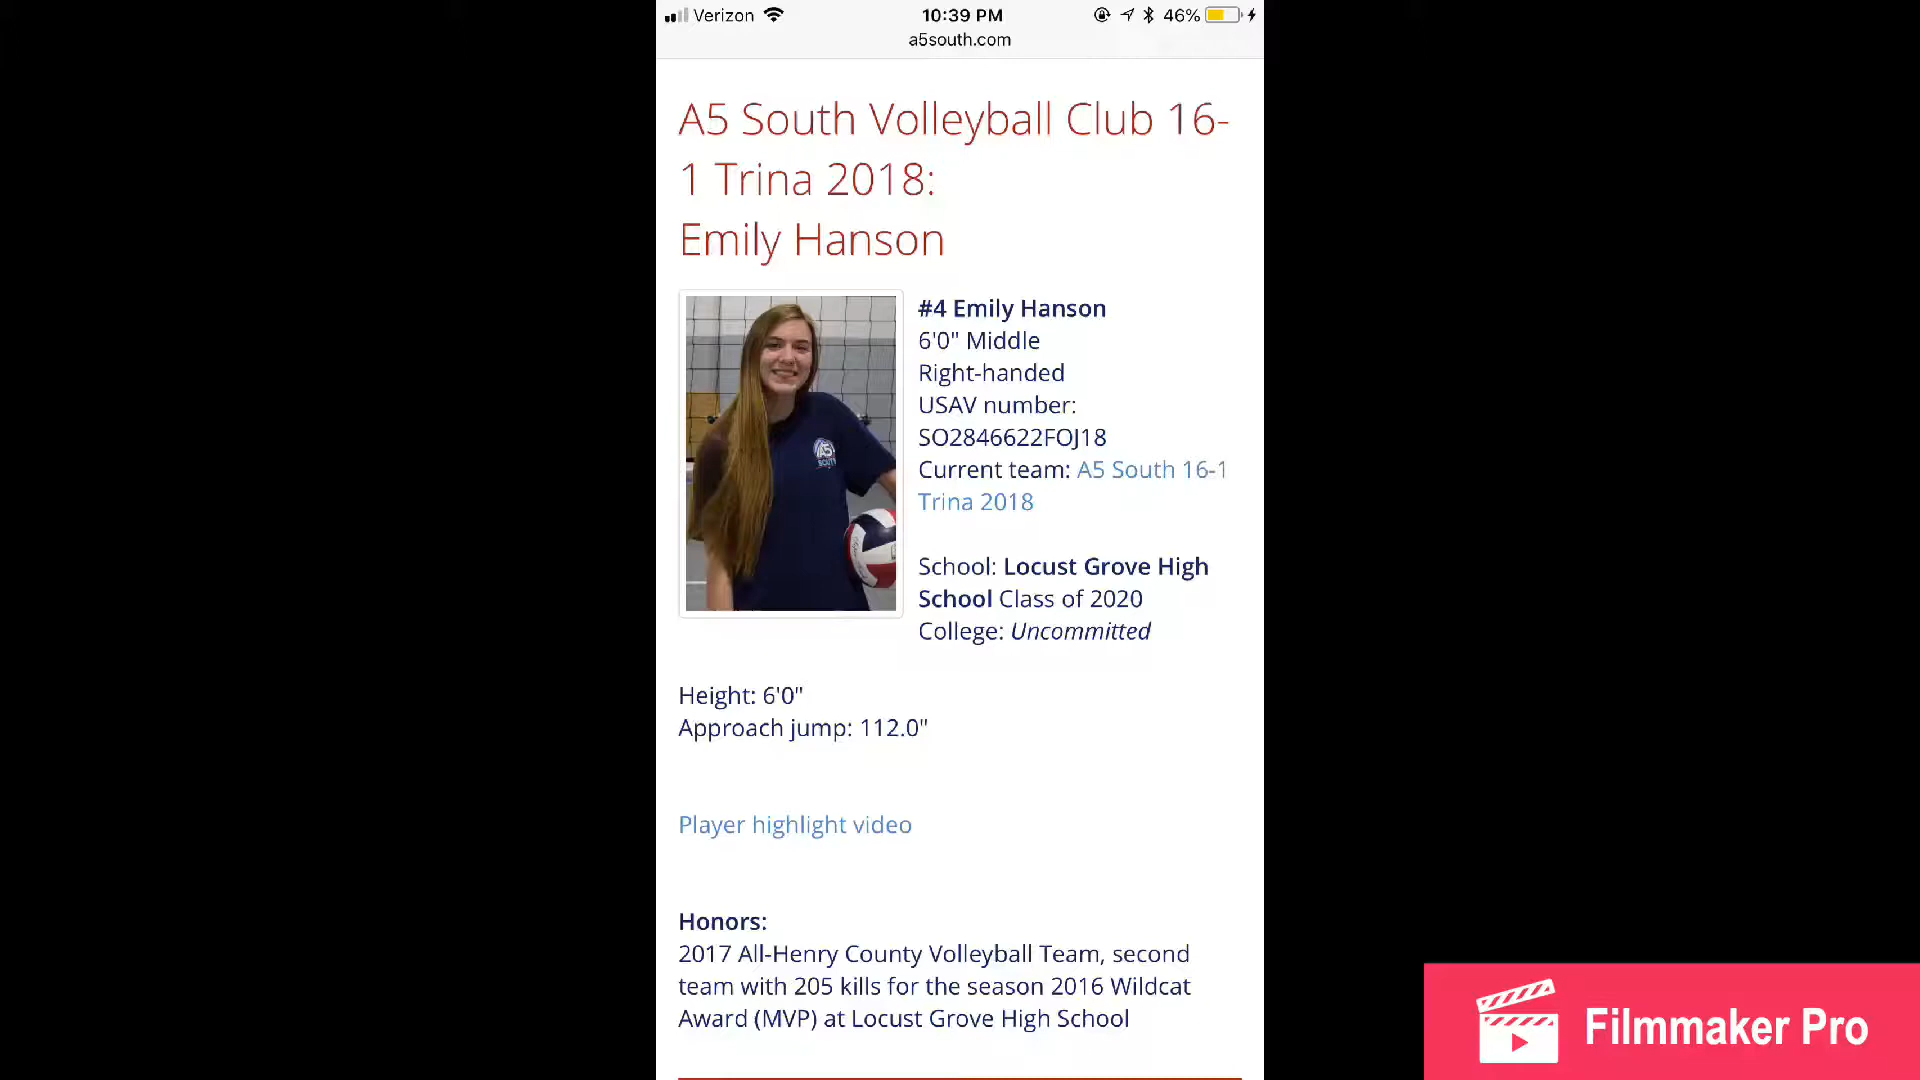 Verizon 10:39 PM 46%
a5south.com
A5 South Volleyball Club 16-
1 Trina 2018:
Emily Hanson
#4 Emily Hanson
6'0" Middle
Right-handed
USAV number:
SO2846622FOJ18
Current team: A5 South 16-1
Trina 2018
School: Locust Grove High
School Class of 2020
College: Uncommitted
A5
SOUTH
Height: 6'0"
Approach jump: 112.0"
Player highlight video
Honors:
2017 All-Henry County Volleyball Team, second
team with 205 kills for the season 2016 Wildcat
Award (MVP) at Locust Grove High School
Filmmaker Pro